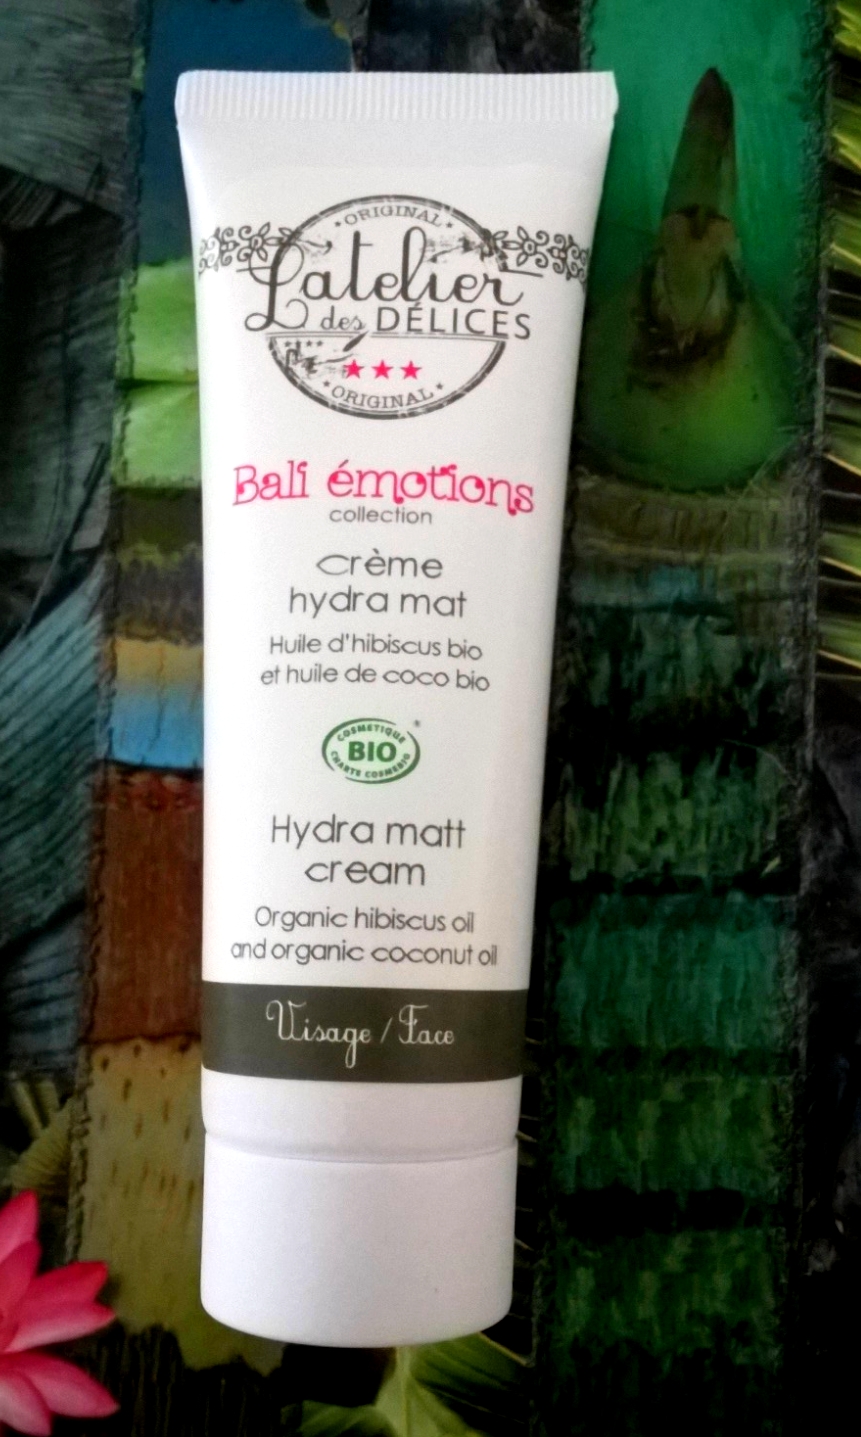 ORIGINAL
L'atelier
des DÉLICES
ORIGINAL
Bali émotions
collection
crème
hydra mat
Huile d'hibiscus bio
et huile de coco bio
COSMETIQUE
BIO
CHARTE COSMEBIO
Hydra matt
cream
Organic hibiscus oil
and organic coconut oil
Visage / Face